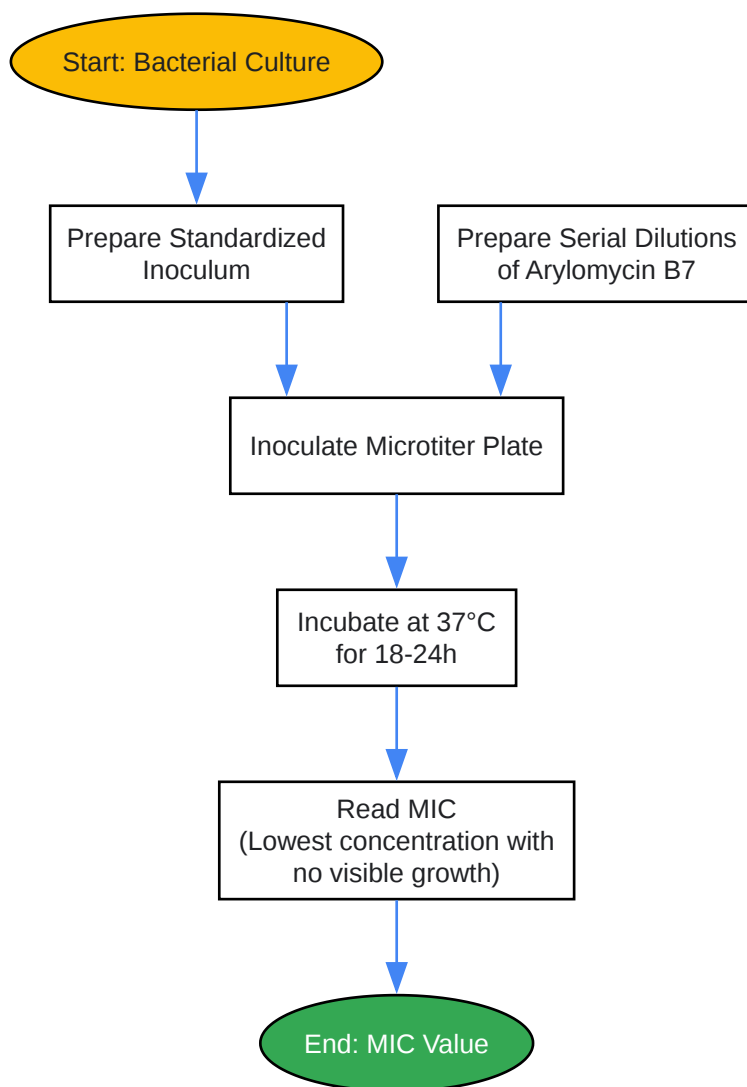 Start: Bacterial Culture
Prepare Standardized
Inoculum
Prepare Serial Dilutions
of Arylomycin B7
Inoculate Microtiter Plate
Incubate at 37°C
for 18-24h
Read MIC
(Lowest concentration with
no visible growth)
End: MIC Value